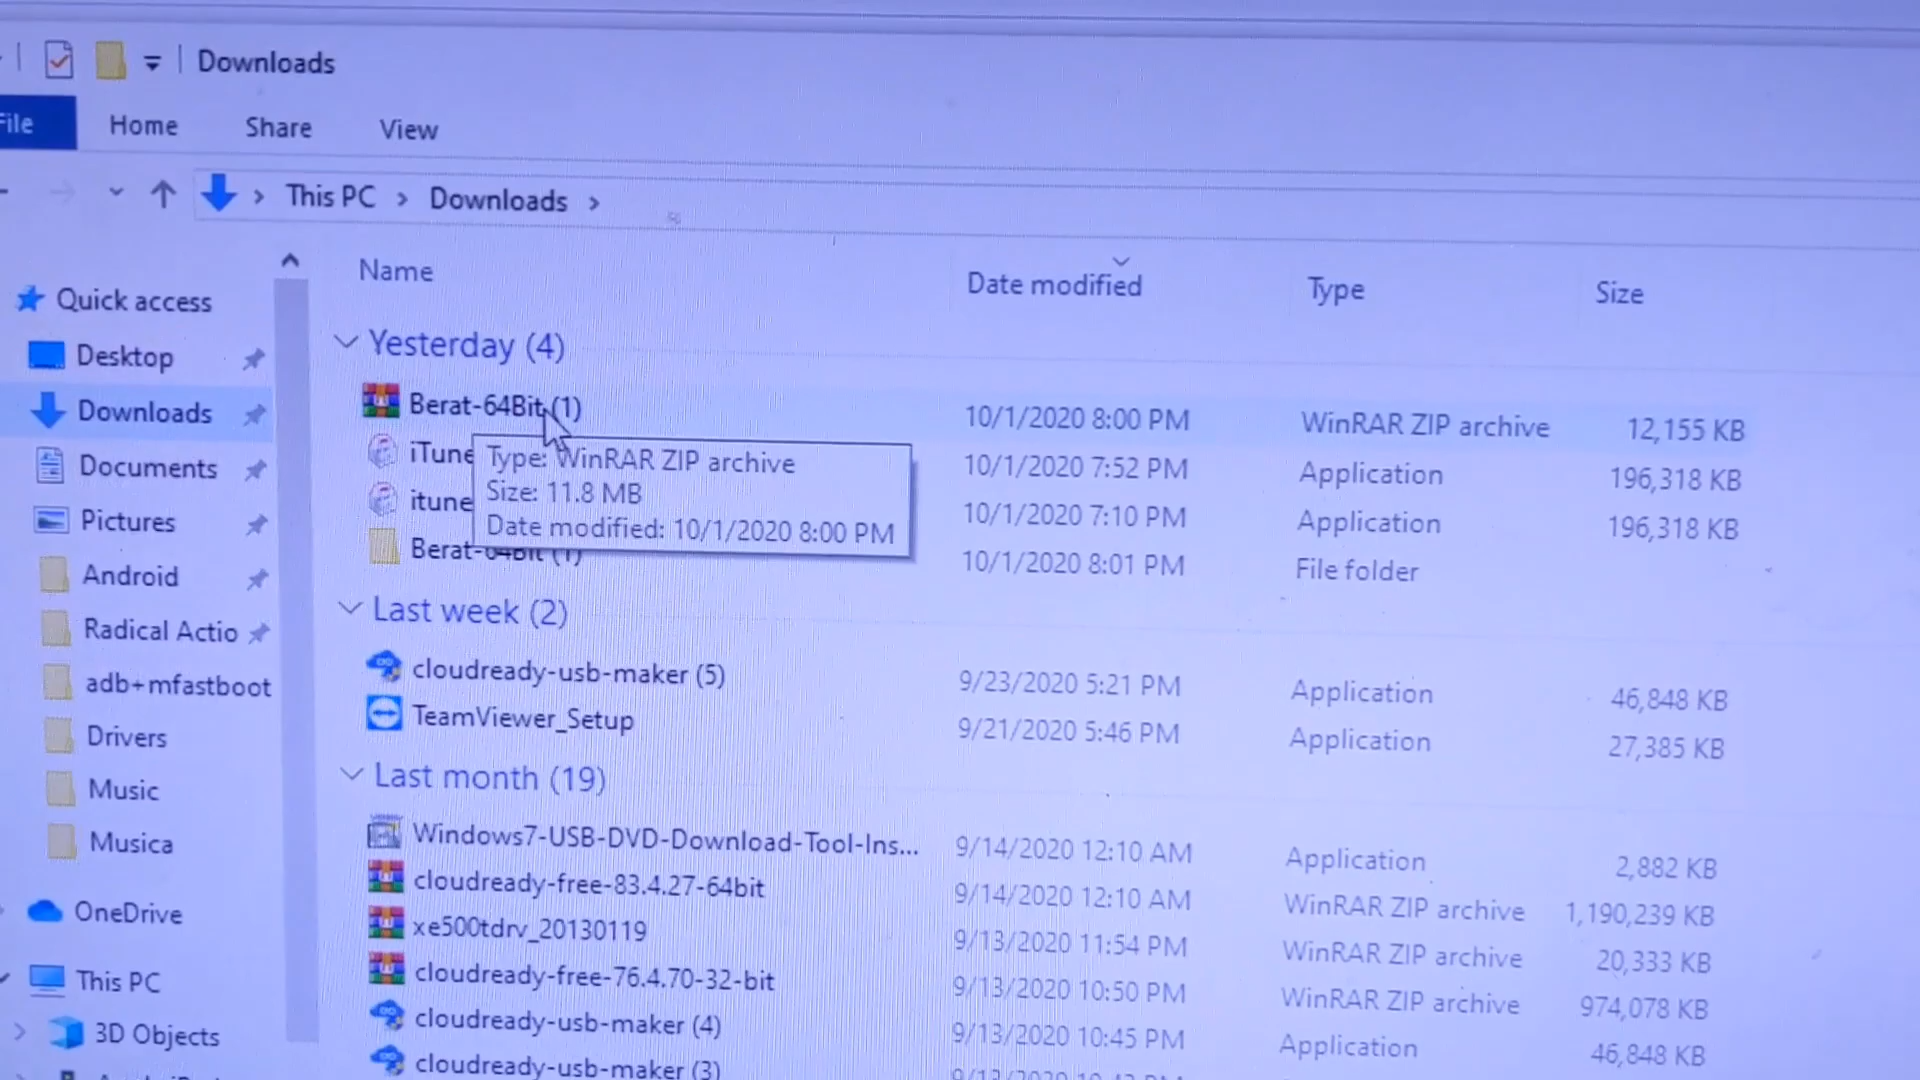 Downloads
File Home Share View
This PC > Downloads >
Name Date modified Type Size
Quick access
Desktop
Downloads
Documents
Pictures
Android
Radical Actio
adb+mfastboot
Drivers
Music
Musica
OneDrive
This PC
3D Objects
Yesterday (4)
Berat-64Bit (1) 10/1/2020 8:00 PM WinRAR ZIP archive 12,155 KB
iTune 10/1/2020 7:52 PM Application 196,318 KB
itune 10/1/2020 7:10 PM Application 196,318 KB
Berat-64Bit (1) 10/1/2020 8:01 PM File folder
Type: WinRAR ZIP archive
Size: 11.8 MB
Date modified: 10/1/2020 8:00 PM
Last week (2)
cloudready-usb-maker (5) 9/23/2020 5:21 PM Application 46,848 KB
TeamViewer_Setup 9/21/2020 5:46 PM Application 27,385 KB
Last month (19)
Windows7-USB-DVD-Download-Tool-Ins... 9/14/2020 12:10 AM Application 2,882 KB
cloudready-free-83.4.27-64bit 9/14/2020 12:10 AM WinRAR ZIP archive 1,190,239 KB
xe500tdrv_20130119 9/13/2020 11:54 PM WinRAR ZIP archive 20,333 KB
cloudready-free-76.4.70-32-bit 9/13/2020 10:50 PM WinRAR ZIP archive 974,078 KB
cloudready-usb-maker (4) 9/13/2020 10:45 PM Application 46,848 KB
cloudready-usb-maker (3)